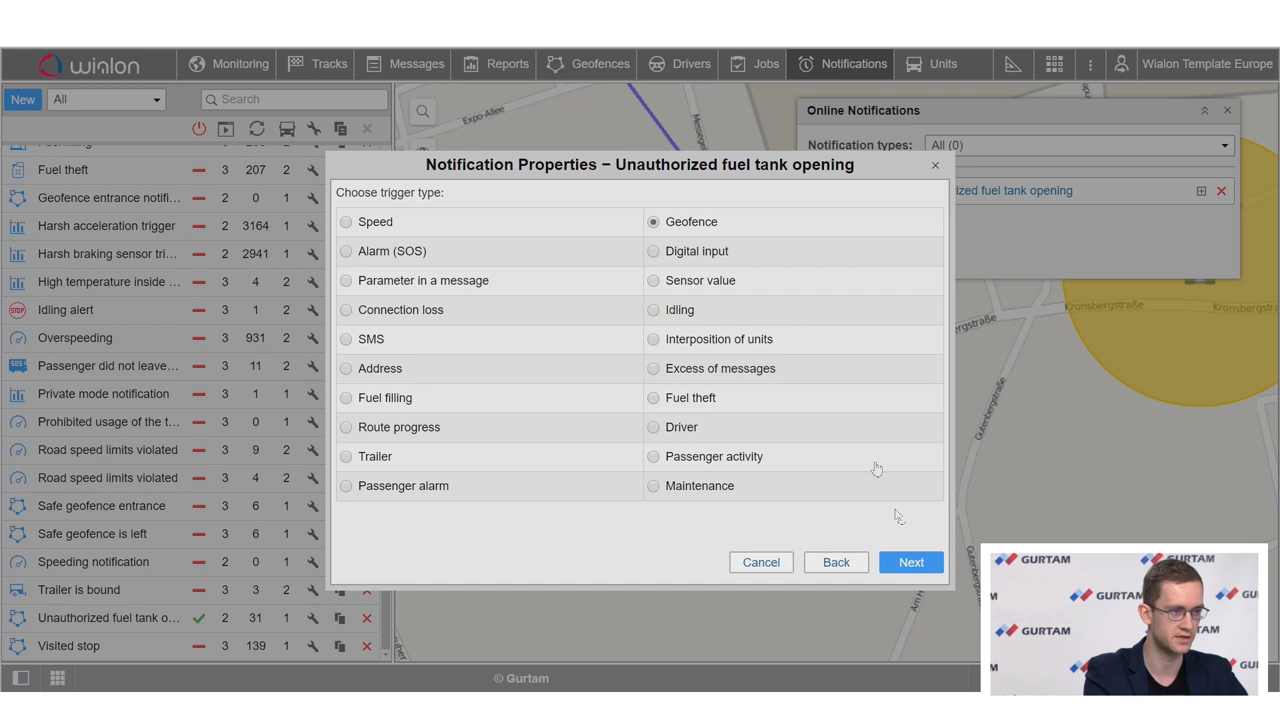 wialon
Monitoring
Tracks
Messages
Reports
Geofences
Drivers
Jobs
Notifications
Units
Wialon Template Europe
New
All
Search
Fuel theft 3 207 2
Geofence entrance notifi... 2 0 1
Harsh acceleration trigger 2 3164 1
Harsh braking sensor tri... 2 2941 1
High temperature inside ... 3 4 2
STOP Idling alert 3 1 2
Overspeeding 3 931 2
SOS! Passenger did not leave... 3 11 2
Private mode notification 3 1 1
Prohibited usage of the t... 3 0 1
Road speed limits violated 3 9 2
Road speed limits violated 3 4 2
Safe geofence entrance 3 6 1
Safe geofence is left 3 6 1
Speeding notification 2 0 1
Trailer is bound 3 3 2
Unauthorized fuel tank o... 2 31 1
Visited stop 3 139 1
Expo-Allee
Online Notifications
Notification types: All (0)
ized fuel tank opening
Kronsbergstraße
Kronsbergstraß
ergstraße
Gutenbergstraße
Notification Properties – Unauthorized fuel tank opening
Choose trigger type:
Speed
Geofence
Alarm (SOS)
Digital input
Parameter in a message
Sensor value
Connection loss
Idling
SMS
Interposition of units
Address
Excess of messages
Fuel filling
Fuel theft
Route progress
Driver
Trailer
Passenger activity
Passenger alarm
Maintenance
Cancel
Back
Next
© Gurtam
GURTAM
GURTAM
GURTAM
GURTAM